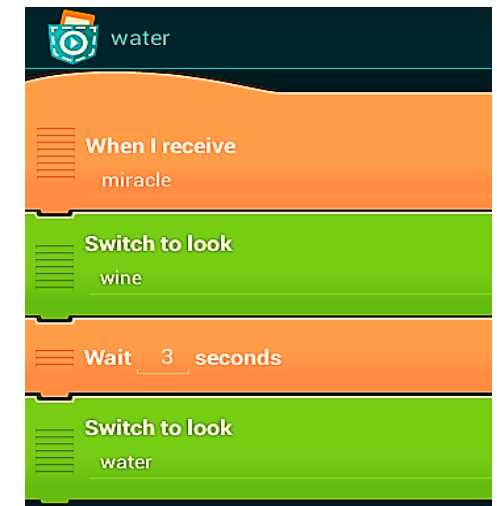 water
When I receive
miracle
Switch to look
wine
Wait 3 seconds
Switch to look
water